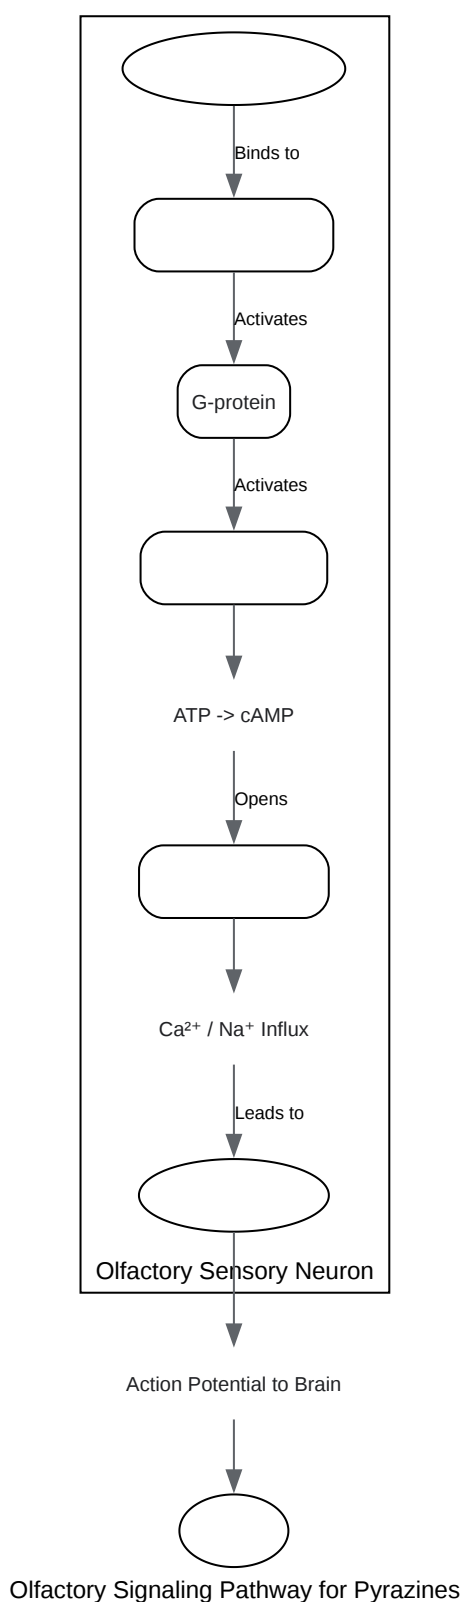 Binds to
Activates
G-protein
Activates
ATP -> cAMP
Opens
Ca²⁺ / Na⁺ Influx
Leads to
Olfactory Sensory Neuron
Action Potential to Brain
Olfactory Signaling Pathway for Pyrazines